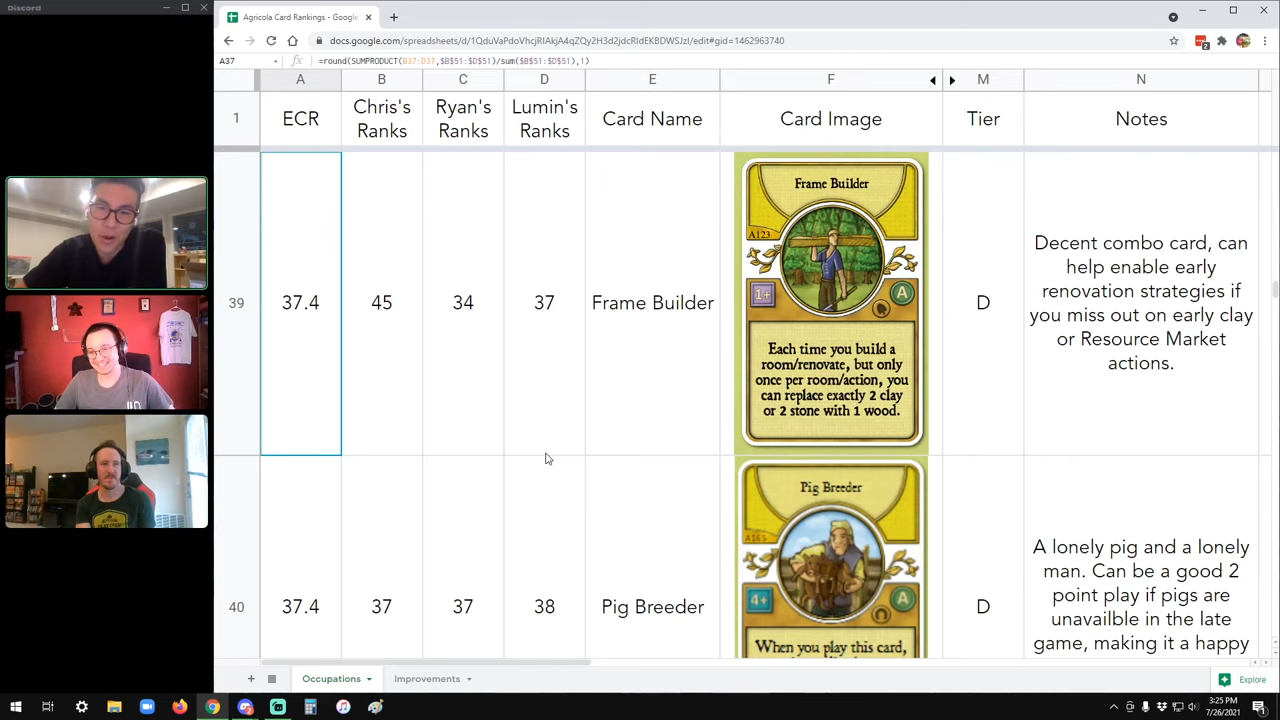 Discord
Agricola Card Rankings - Google
docs.google.com/spreadsheets/d/1QduVaPdoVhcjRIAkjA4qZQy2H3d2jdcRldEKBDWSJzI/edit#gid=1462963740
A37
fx
=round(SUMPRODUCT(B37:D37,$B$51:$D$51)/sum($B$51:$D$51),1)
A B C D E F M N
1
ECR
Chris's
Ranks
Ryan's
Ranks
Lumin's
Ranks
Card Name
Card Image
Tier
Notes
39
37.4
45
34
37
Frame Builder
Frame Builder
A123
1+
A
Each time you build a
room/renovate, but only
once per room/action, you
can replace exactly 2 clay
or 2 stone with 1 wood.
D
Decent combo card, can
help enable early
renovation strategies if
you miss out on early clay
or Resource Market
actions.
40
37.4
37
37
38
Pig Breeder
Pig Breeder
A165
4+
A
When you play this card,
D
A lonely pig and a lonely
man. Can be a good 2
point play if pigs are
unavailble in the late
game, making it a happy
Occupations
Improvements
Explore
3:25 PM
7/26/2021